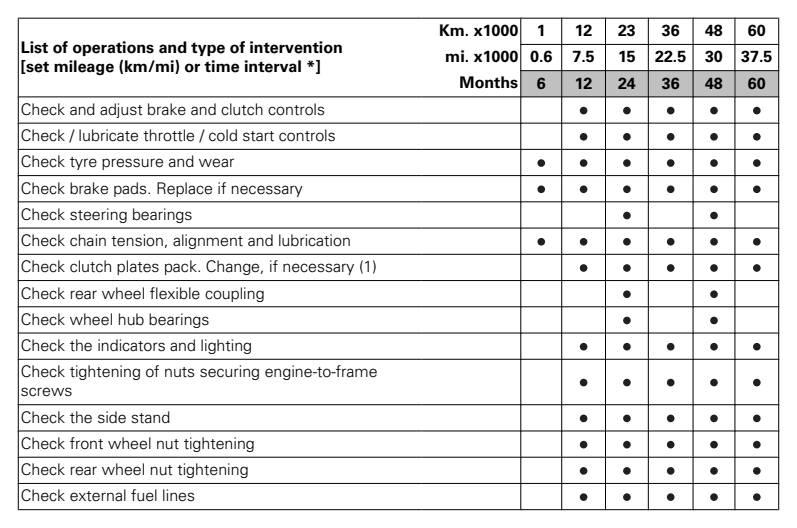 List of operations and type of intervention
[set mileage (km/mi) or time interval *]
Km. x1000 1 12 23 36 48 60
mi. x1000 0.6 7.5 15 22.5 30 37.5
Months 6 12 24 36 48 60
Check and adjust brake and clutch controls ● ● ● ● ●
Check / lubricate throttle / cold start controls ● ● ● ● ●
Check tyre pressure and wear ● ● ● ● ● ●
Check brake pads. Replace if necessary ● ● ● ● ● ●
Check steering bearings ● ●
Check chain tension, alignment and lubrication ● ● ● ● ● ●
Check clutch plates pack. Change, if necessary (1) ● ● ● ● ●
Check rear wheel flexible coupling ● ●
Check wheel hub bearings ● ●
Check the indicators and lighting ● ● ● ● ●
Check tightening of nuts securing engine-to-frame
screws ● ● ● ● ●
Check the side stand ● ● ● ● ●
Check front wheel nut tightening ● ● ● ● ●
Check rear wheel nut tightening ● ● ● ● ●
Check external fuel lines ● ● ● ● ●